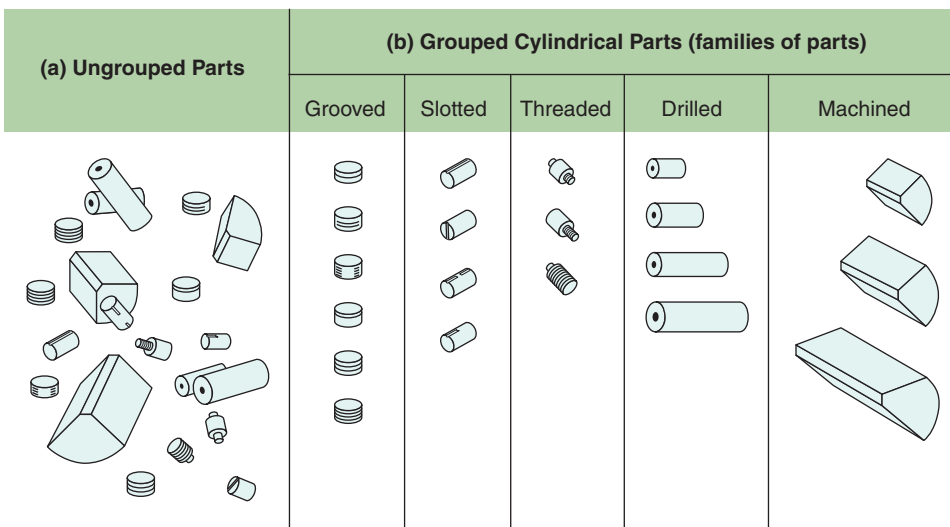 (a) Ungrouped Parts
(b) Grouped Cylindrical Parts (families of parts)
Grooved
Slotted
Threaded
Drilled
Machined